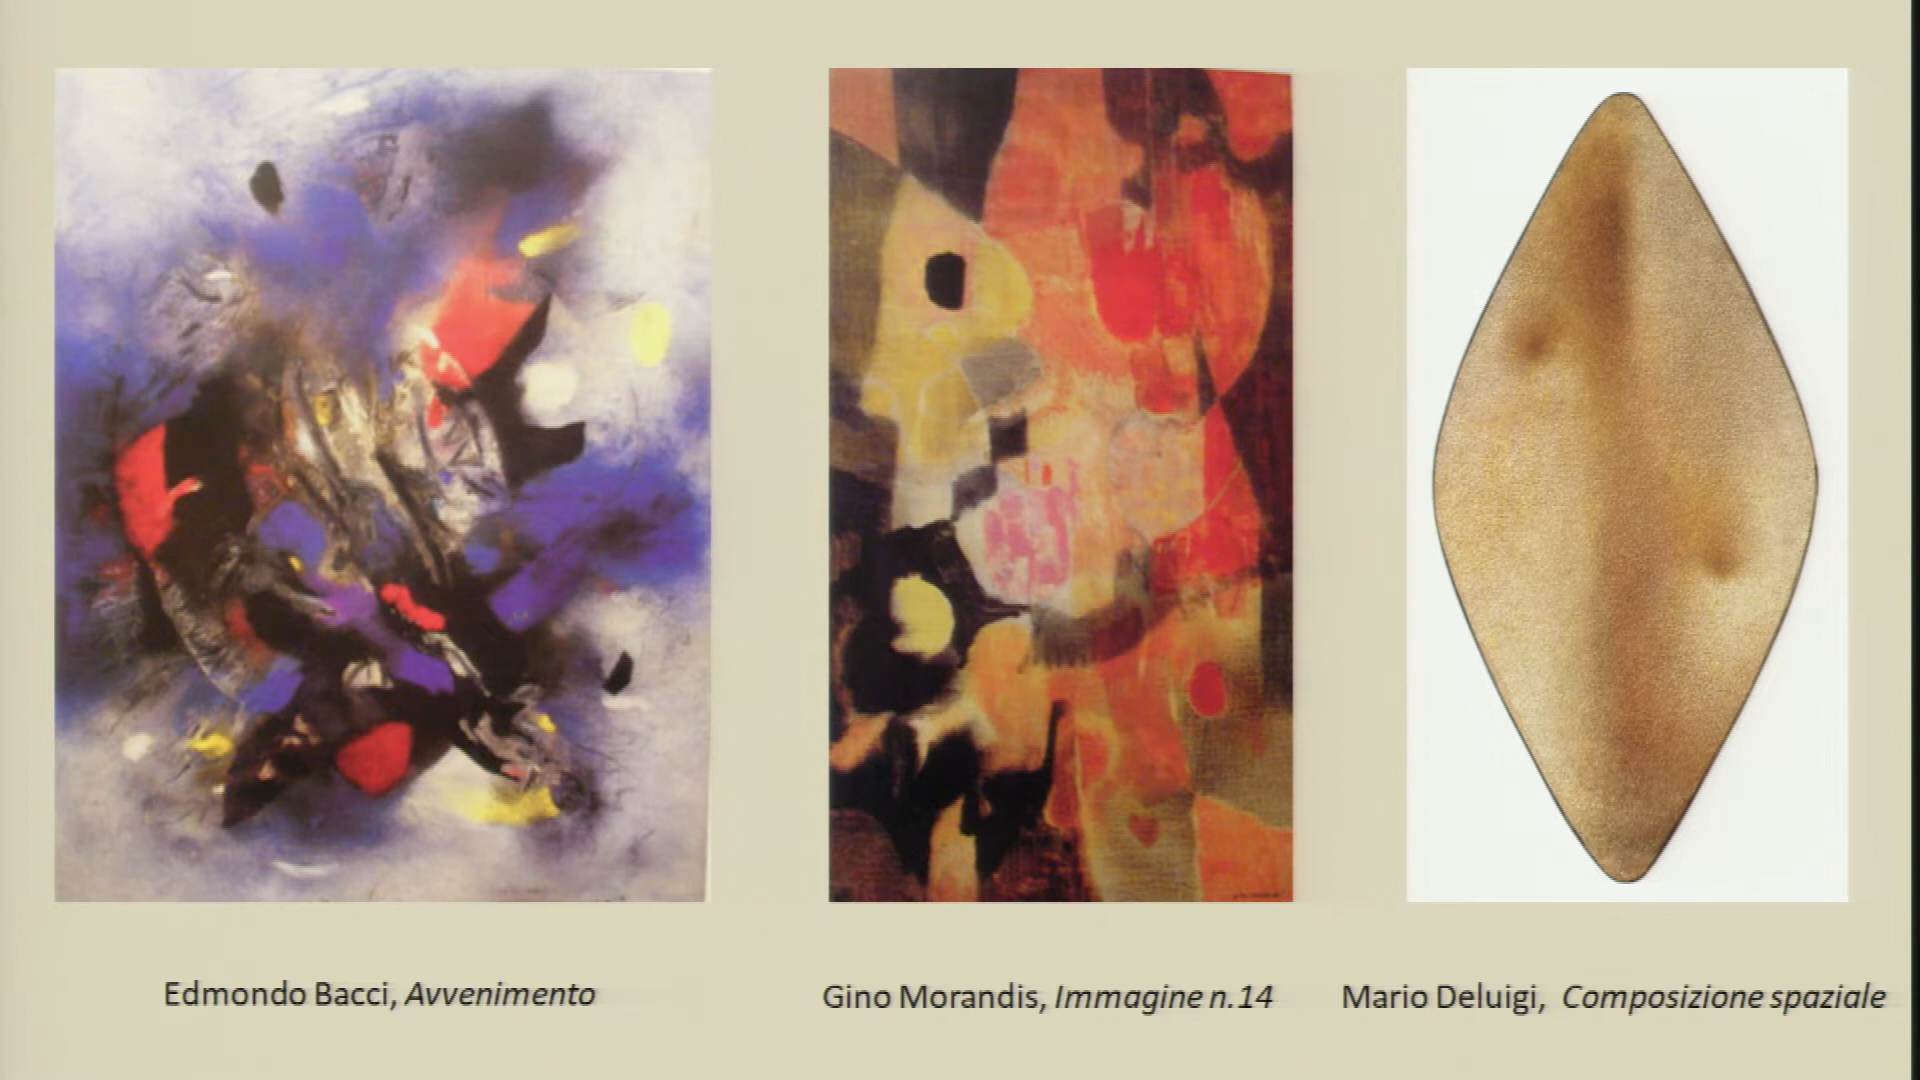 Edmondo Bacci, Avvenimento
Gino Morandis, Immagine n.14
Mario Deluigi, Composizione spaziale